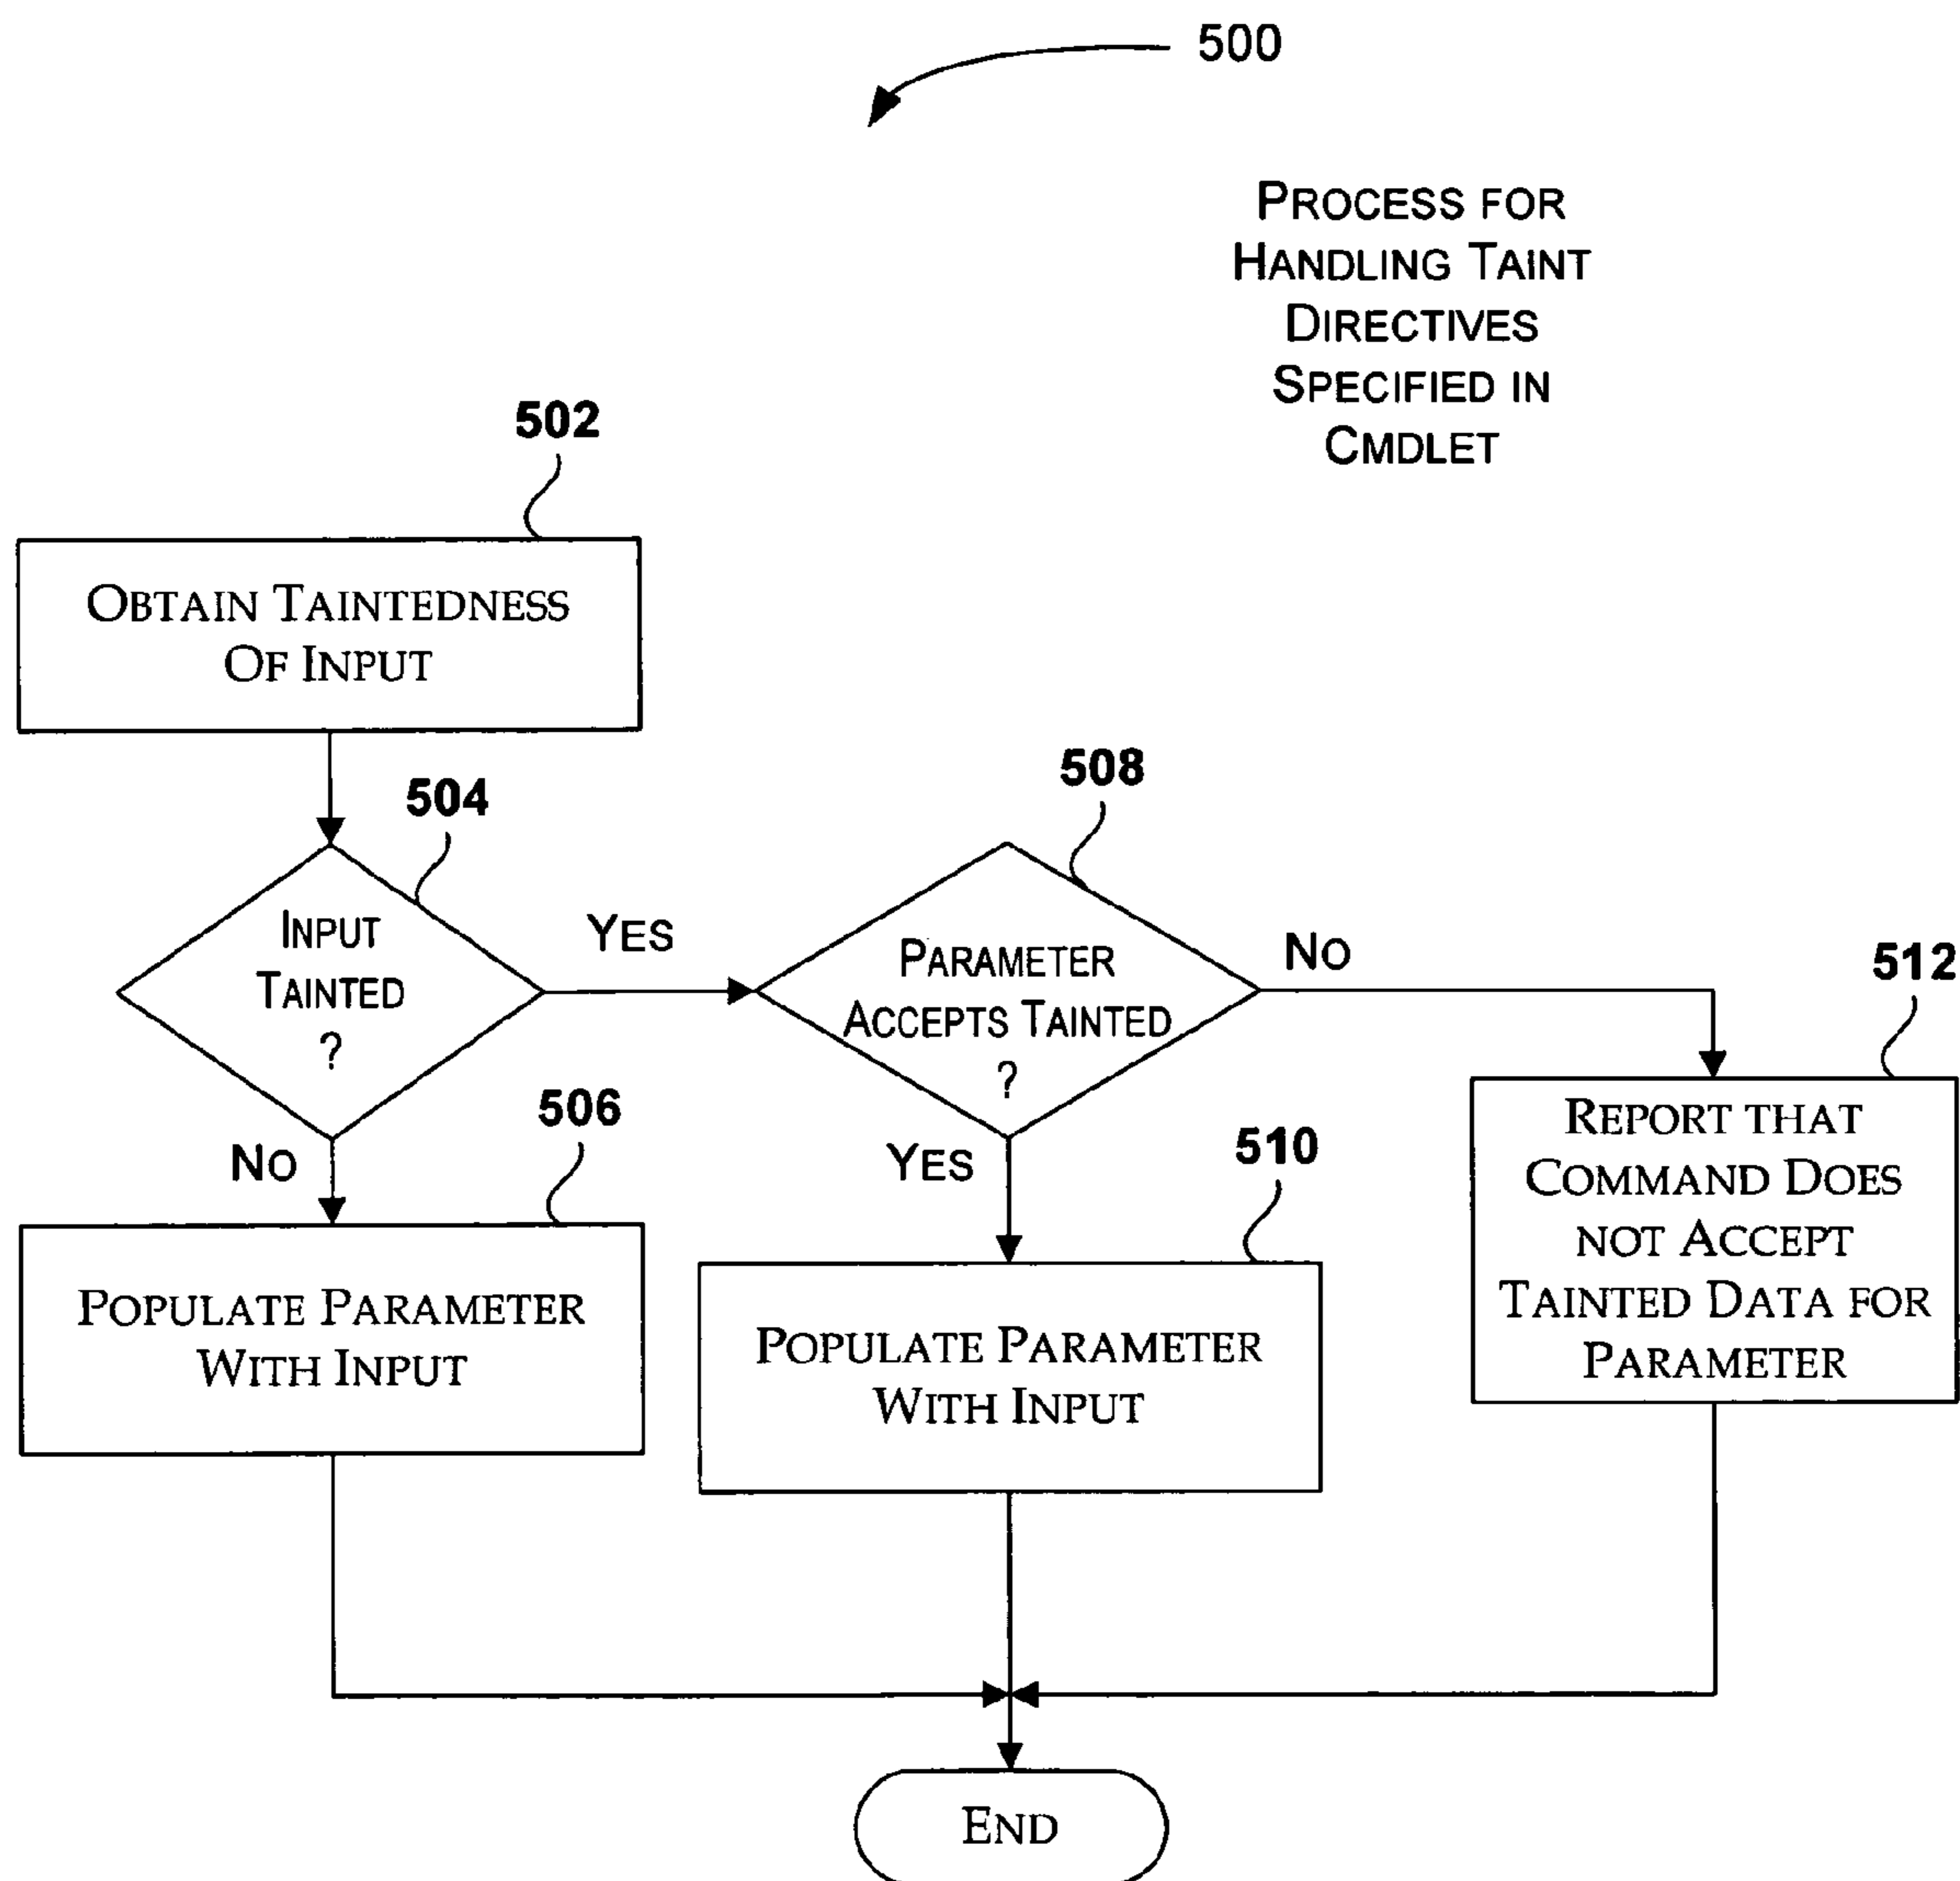 500
PROCESS FOR
HANDLING TAINT
DIRECTIVES
SPECIFIED IN
CMDLET
502
OBTAIN TAINTEDNESS
OF INPUT
504
INPUT
TAINTED
?
YES
508
PARAMETER
ACCEPTS TAINTED
?
NO
512
REPORT THAT
COMMAND DOES
NOT ACCEPT
TAINTED DATA FOR
PARAMETER
NO
506
POPULATE PARAMETER
WITH INPUT
YES
510
POPULATE PARAMETER
WITH INPUT
END